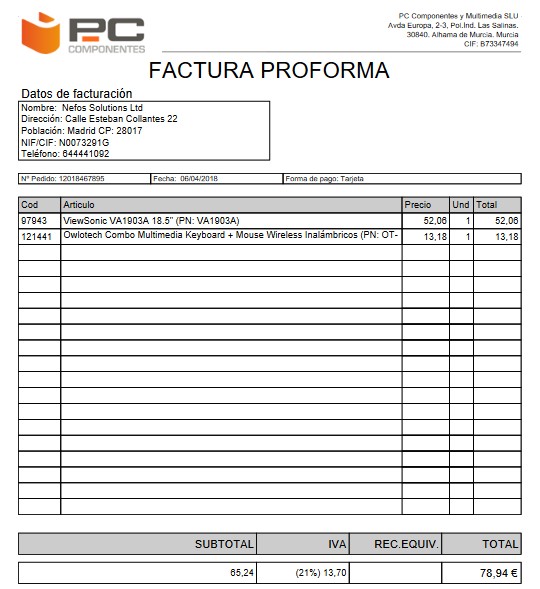 PC
COMPONENTES
PC Componentes y Multimedia SLU
Avda Europa, 2-3, Pol.Ind. Las Salinas.
30840. Alhama de Murcia. Murcia
CIF: B73347494
FACTURA PROFORMA
Datos de facturación
Nombre: Nefos Solutions Ltd
Dirección: Calle Esteban Collantes 22
Población: Madrid CP: 28017
NIF/CIF: N0073291G
Teléfono: 644441092
Nº Pedido: 12018467895 Fecha: 06/04/2018 Forma de pago: Tarjeta
Cod Articulo Precio Und Total
97943 ViewSonic VA1903A 18.5" (PN: VA1903A) 52,06 1 52,06
121441 Owlotech Combo Multimedia Keyboard + Mouse Wireless Inalámbricos (PN: OT- 13,18 1 13,18
SUBTOTAL IVA REC.EQUIV. TOTAL
65,24 (21%) 13,70 78,94 €